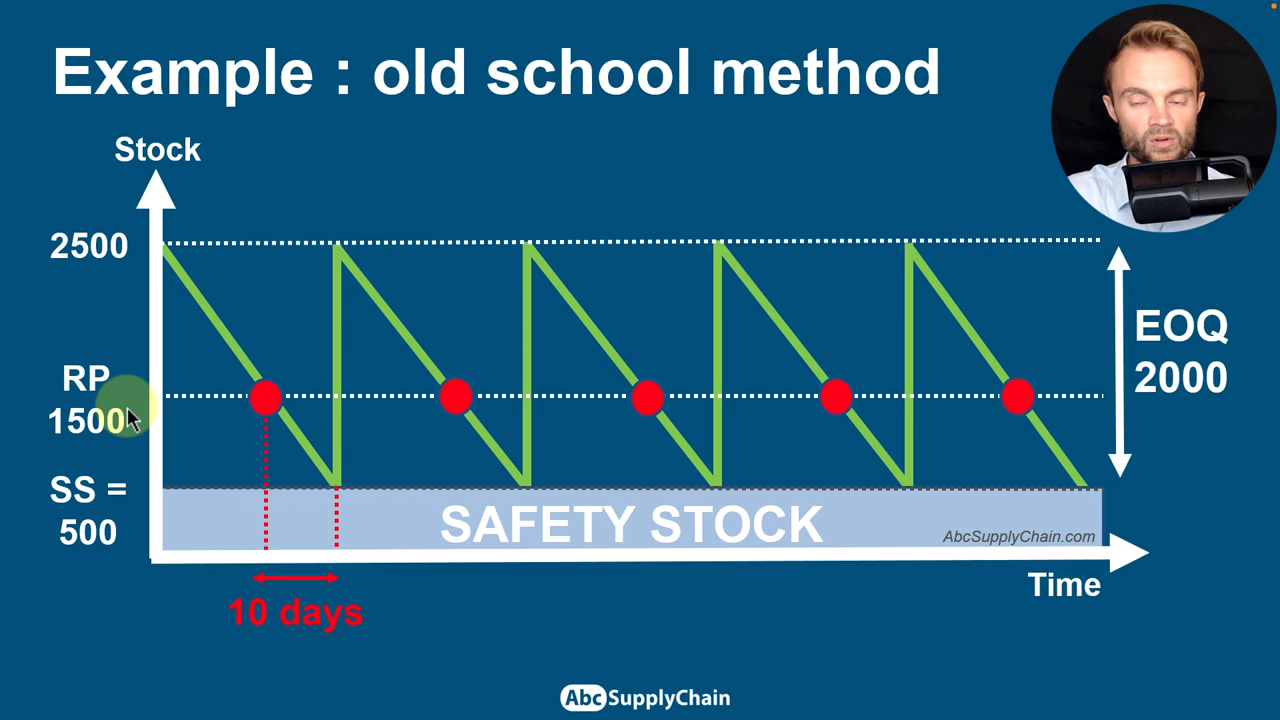 Example : old school method
Stock
2500
RP
1500
SS =
500
EOQ
2000
SAFETY STOCK
AbcSupplyChain.com
Time
10 days
AbcSupplyChain